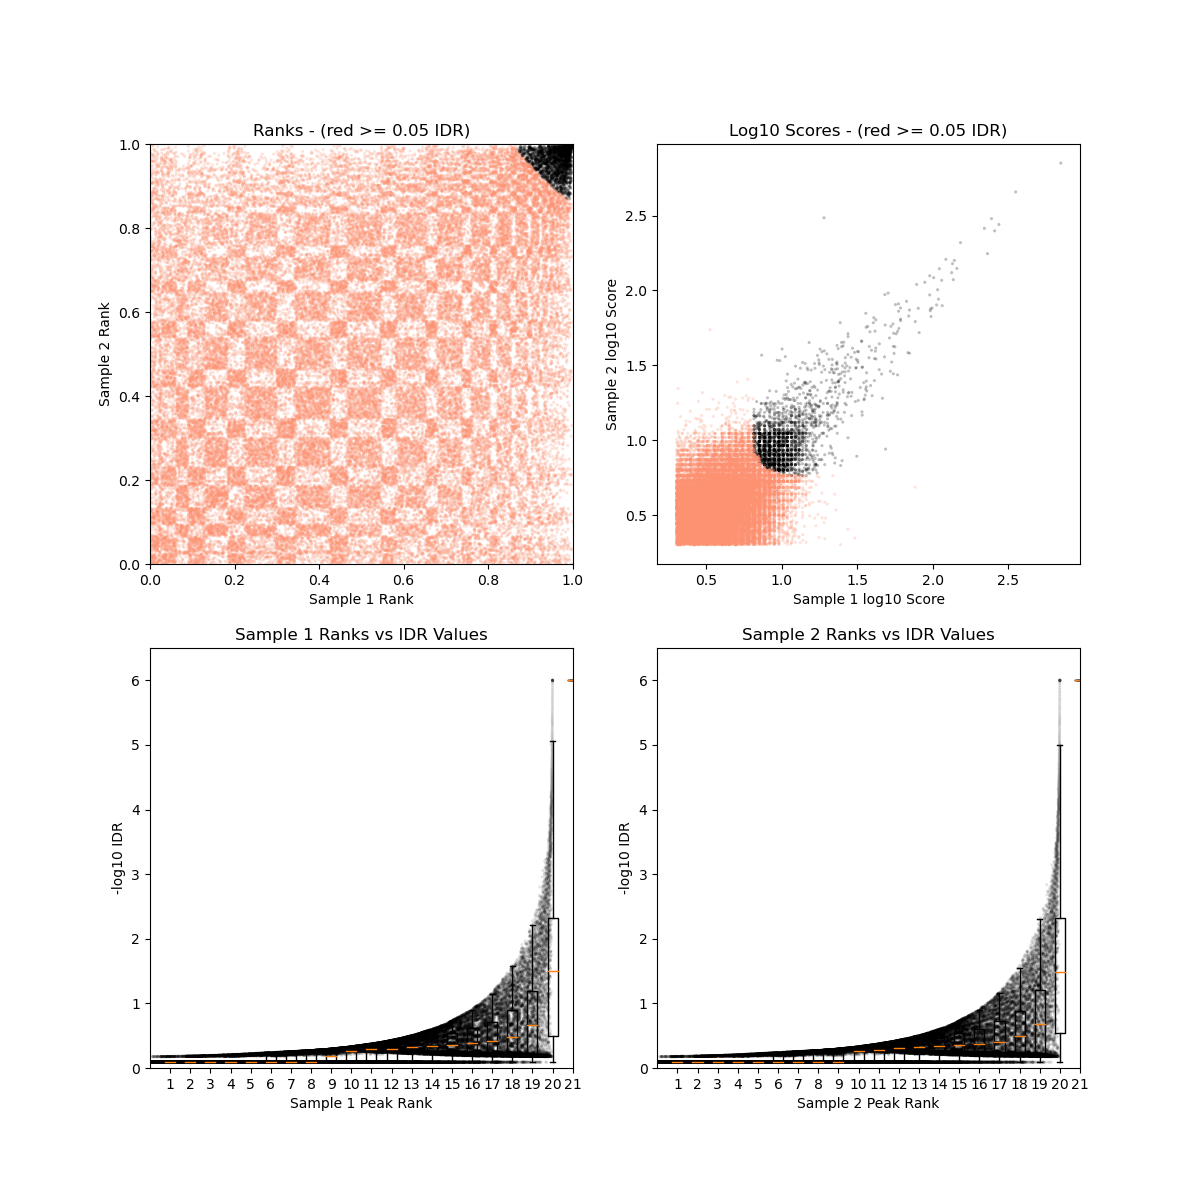 Ranks - (red >= 0.05 IDR)
1.0
0.8
0.6
0.4
0.2
0.0
Sample 2 Rank
0.0 0.2 0.4 0.6 0.8 1.0
Sample 1 Rank
Log10 Scores - (red >= 0.05 IDR)
2.5
2.0
1.5
1.0
0.5
Sample 2 log10 Score
0.5 1.0 1.5 2.0 2.5
Sample 1 log10 Score
Sample 1 Ranks vs IDR Values
6
5
4
3
2
1
0
-log10 IDR
1 2 3 4 5 6 7 8 9 10 11 12 13 14 15 16 17 18 19 20 21
Sample 1 Peak Rank
Sample 2 Ranks vs IDR Values
6
5
4
3
2
1
0
-log10 IDR
1 2 3 4 5 6 7 8 9 10 11 12 13 14 15 16 17 18 19 20 21
Sample 2 Peak Rank